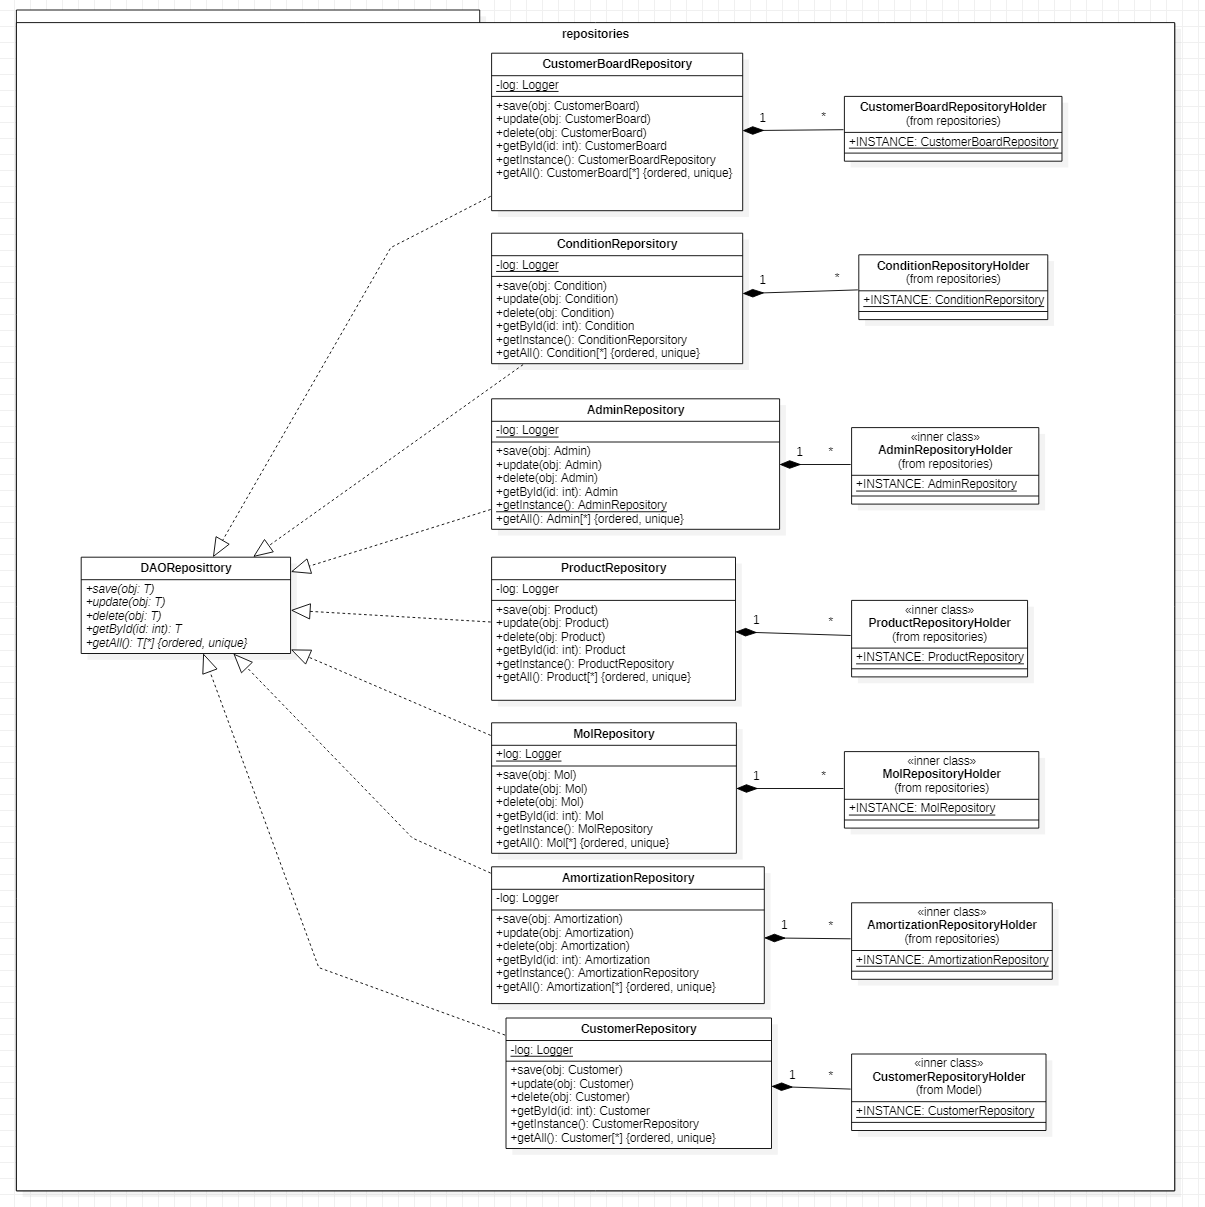 repositories
CustomerBoardRepository
-log: Logger
+save(obj: CustomerBoard)
+update(obj: CustomerBoard)
+delete(obj: CustomerBoard)
+getById(id: int): CustomerBoard
+getInstance(): CustomerBoardRepository
+getAll(): CustomerBoard[*] {ordered, unique}
1
*
CustomerBoardRepositoryHolder
(from repositories)
+INSTANCE: CustomerBoardRepository
ConditionReporsitory
-log: Logger
+save(obj: Condition)
+update(obj: Condition)
+delete(obj: Condition)
+getById(id: int): Condition
+getInstance(): ConditionReporsitory
+getAll(): Condition[*] {ordered, unique}
1
*
ConditionRepositoryHolder
(from repositories)
+INSTANCE: ConditionReporsitory
AdminRepository
-log: Logger
+save(obj: Admin)
+update(obj: Admin)
+delete(obj: Admin)
+getById(id: int): Admin
+getInstance(): AdminRepository
+getAll(): Admin[*] {ordered, unique}
1
*
«inner class»
AdminRepositoryHolder
(from repositories)
+INSTANCE: AdminRepository
DAOReposittory
+save(obj: T)
+update(obj: T)
+delete(obj: T)
+getById(id: int): T
+getAll(): T[*] {ordered, unique}
ProductRepository
-log: Logger
+save(obj: Product)
+update(obj: Product)
+delete(obj: Product)
+getById(id: int): Product
+getInstance(): ProductRepository
+getAll(): Product[*] {ordered, unique}
1
*
«inner class»
ProductRepositoryHolder
(from repositories)
+INSTANCE: ProductRepository
MolRepository
+log: Logger
+save(obj: Mol)
+update(obj: Mol)
+delete(obj: Mol)
+getById(id: int): Mol
+getInstance(): MolRepository
+getAll(): Mol[*] {ordered, unique}
1
*
«inner class»
MolRepositoryHolder
(from repositories)
+INSTANCE: MolRepository
AmortizationRepository
-log: Logger
+save(obj: Amortization)
+update(obj: Amortization)
+delete(obj: Amortization)
+getById(id: int): Amortization
+getInstance(): AmortizationRepository
+getAll(): Amortization[*] {ordered, unique}
1
*
«inner class»
AmortizationRepositoryHolder
(from repositories)
+INSTANCE: AmortizationRepository
CustomerRepository
-log: Logger
+save(obj: Customer)
+update(obj: Customer)
+delete(obj: Customer)
+getById(id: int): Customer
+getInstance(): CustomerRepository
+getAll(): Customer[*] {ordered, unique}
1
*
«inner class»
CustomerRepositoryHolder
(from Model)
+INSTANCE: CustomerRepository